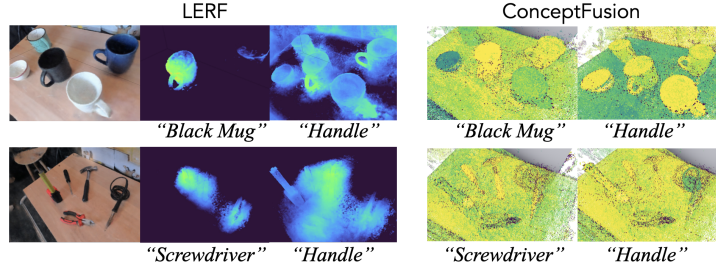 LERF
ConceptFusion
“Black Mug” “Handle” “Black Mug” “Handle”
“Screwdriver” “Handle” “Screwdriver” “Handle”